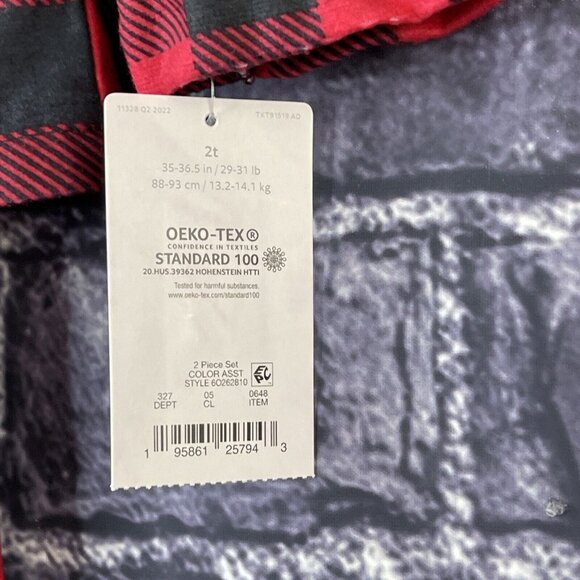 11328 Q2 2022 TKT91519 AD
2t
35-36.5 in / 29-31 lb
88-93 cm / 13.2-14.1 kg
OEKO-TEX®
CONFIDENCE IN TEXTILES
STANDARD 100
20.HUS.39362 HOHENSTEIN HTTI
Tested for harmful substances.
www.oeko-tex.com/standard100
2 Piece Set
COLOR ASST
STYLE 6O262810
EPC
327 05 0648
DEPT CL ITEM
1 95861 25794 3